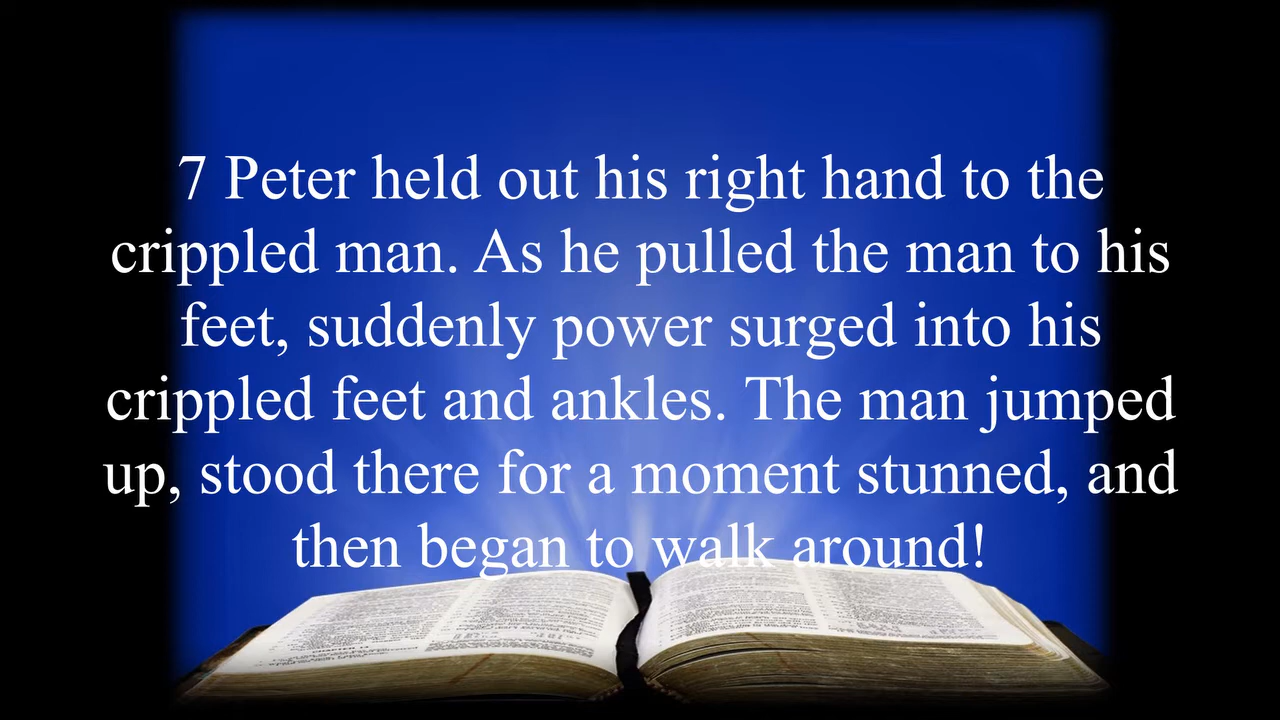 7 Peter held out his right hand to the
crippled man. As he pulled the man to his
feet, suddenly power surged into his
crippled feet and ankles. The man jumped
up, stood there for a moment stunned, and
then began to walk around!